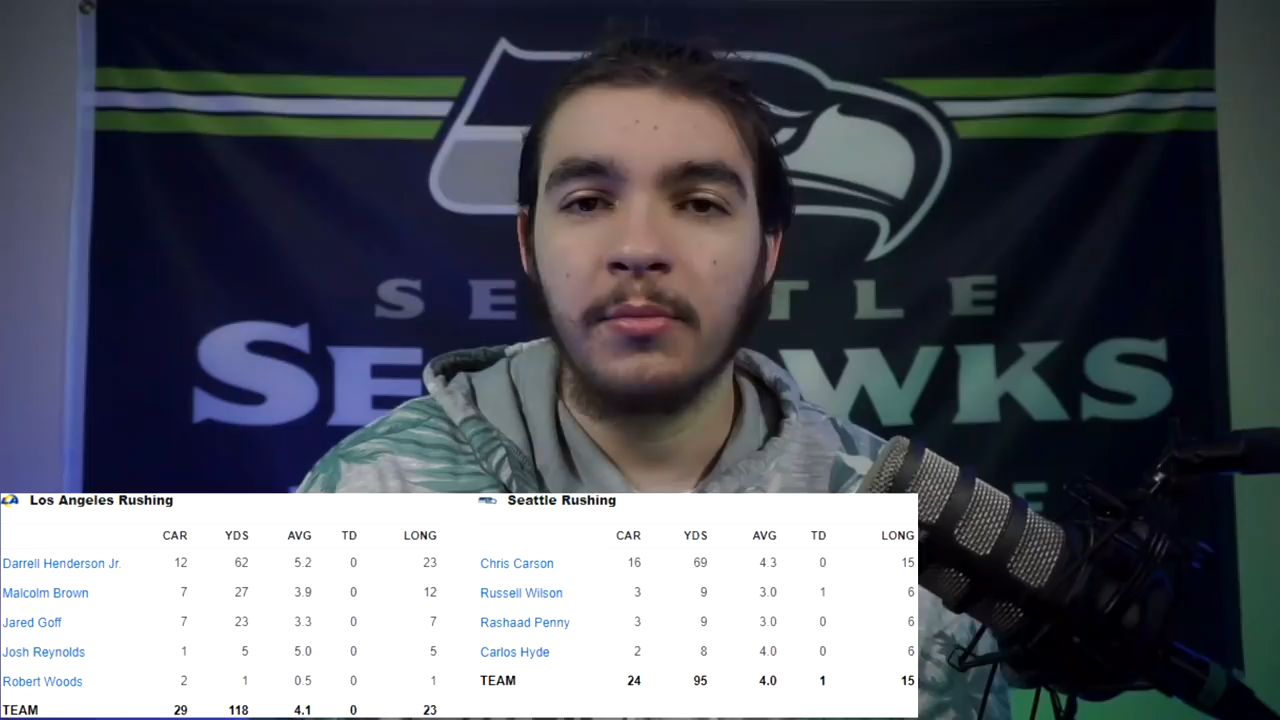 SE TLE
SE WKS
E
Los Angeles Rushing
CAR YDS AVG TD LONG
Darrell Henderson Jr. 12 62 5.2 0 23
Malcolm Brown 7 27 3.9 0 12
Jared Goff 7 23 3.3 0 7
Josh Reynolds 1 5 5.0 0 5
Robert Woods 2 1 0.5 0 1
TEAM 29 118 4.1 0 23
Seattle Rushing
CAR YDS AVG TD LONG
Chris Carson 16 69 4.3 0 15
Russell Wilson 3 9 3.0 1 6
Rashaad Penny 3 9 3.0 0 6
Carlos Hyde 2 8 4.0 0 6
TEAM 24 95 4.0 1 15